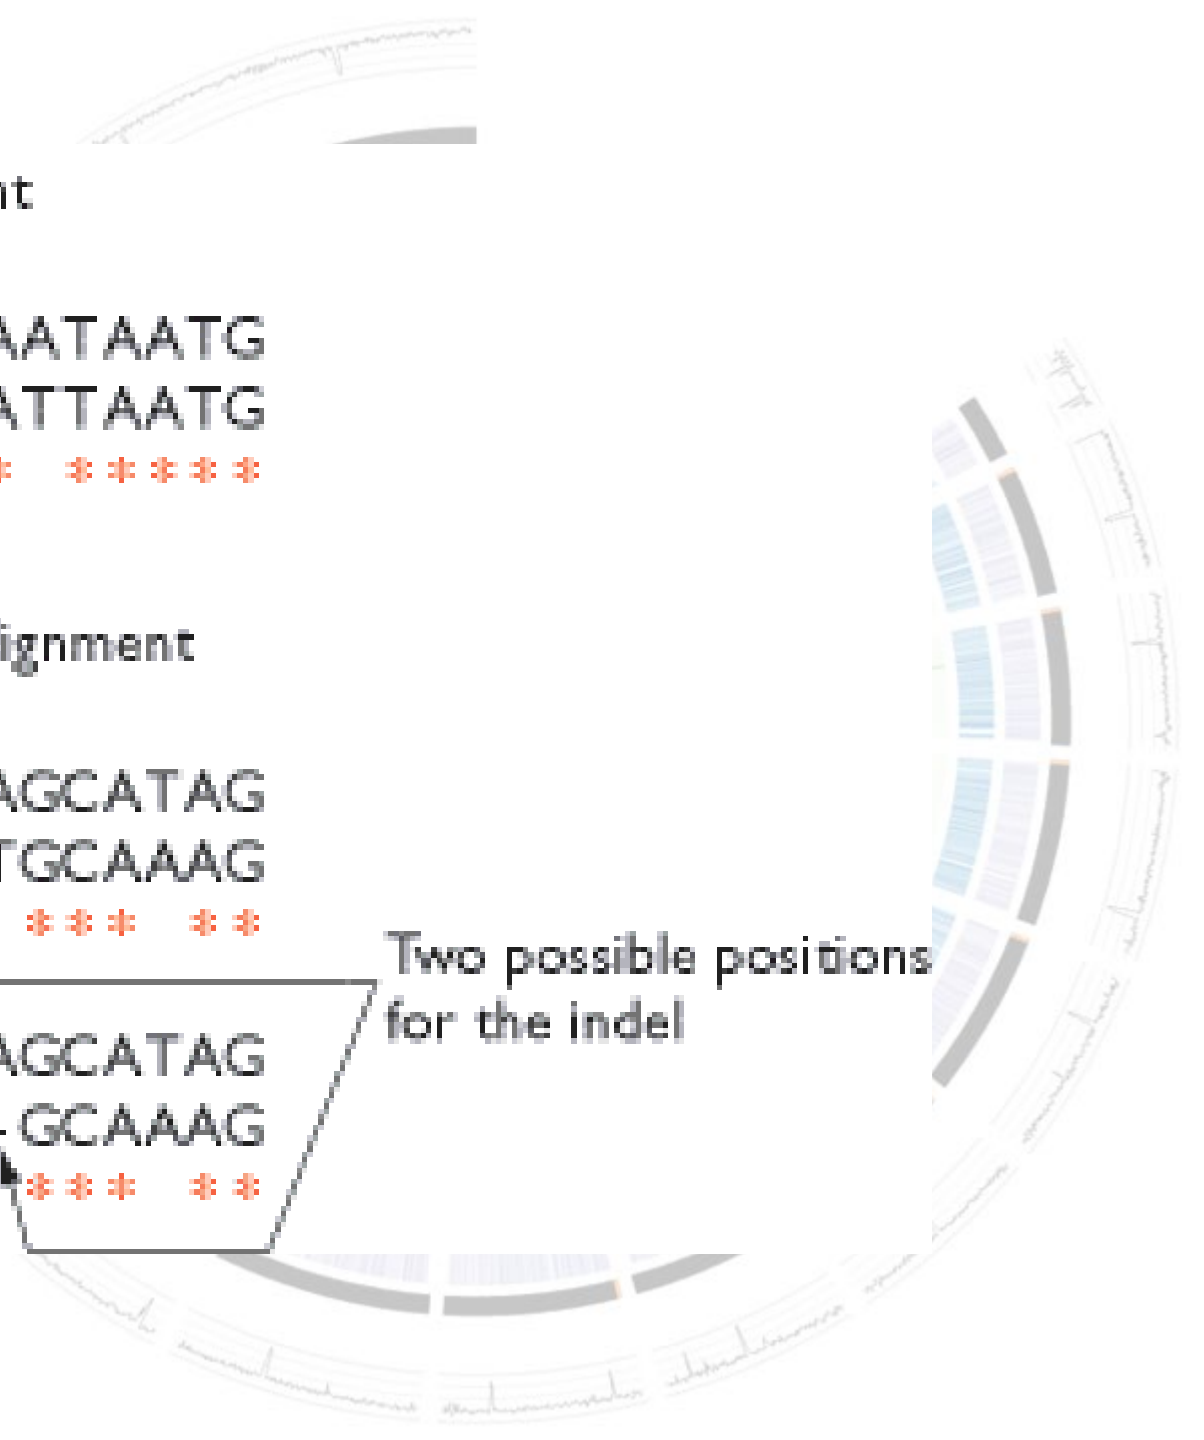 nt
AATAATG
ATTAATG
* *****
ignment
AGCATAG
TGCAAAG
*** **
Two possible positions
for the indel
AGCATAG
-GCAAAG
*** **